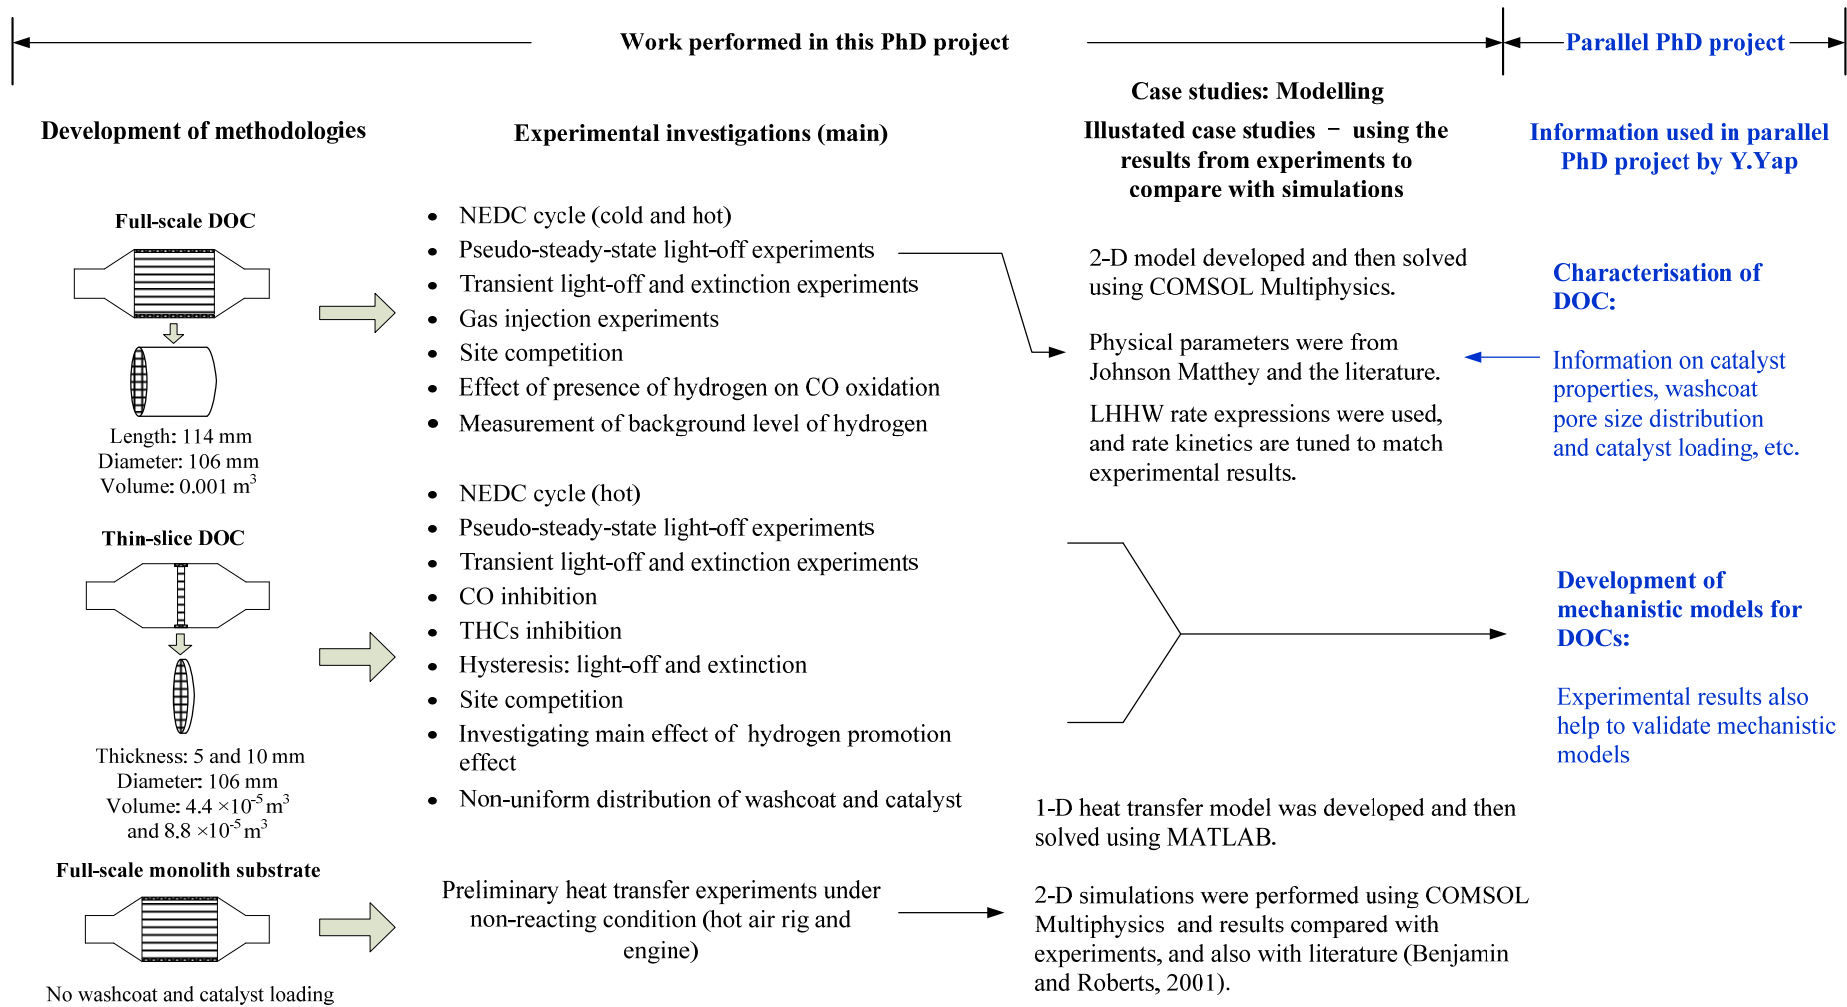 Work performed in this PhD project
Parallel PhD project
Development of methodologies
Experimental investigations (main)
Case studies: Modelling
Illustated case studies – using the
results from experiments to
compare with simulations
Information used in parallel
PhD project by Y.Yap
Full-scale DOC
Length: 114 mm
Diameter: 106 mm
Volume: 0.001 m³
• NEDC cycle (cold and hot)
• Pseudo-steady-state light-off experiments
• Transient light-off and extinction experiments
• Gas injection experiments
• Site competition
• Effect of presence of hydrogen on CO oxidation
• Measurement of background level of hydrogen
2-D model developed and then solved
using COMSOL Multiphysics.
Physical parameters were from
Johnson Matthey and the literature.
LHHW rate expressions were used,
and rate kinetics are tuned to match
experimental results.
Characterisation of
DOC:
Information on catalyst
properties, washcoat
pore size distribution
and catalyst loading, etc.
Thin-slice DOC
Thickness: 5 and 10 mm
Diameter: 106 mm
Volume: 4.4 ×10⁻⁵ m³
and 8.8 ×10⁻⁵ m³
• NEDC cycle (hot)
• Pseudo-steady-state light-off experiments
• Transient light-off and extinction experiments
• CO inhibition
• THCs inhibition
• Hysteresis: light-off and extinction
• Site competition
• Investigating main effect of hydrogen promotion
effect
• Non-uniform distribution of washcoat and catalyst
Development of
mechanistic models for
DOCs:
Experimental results also
help to validate mechanistic
models
Full-scale monolith substrate
No washcoat and catalyst loading
Preliminary heat transfer experiments under
non-reacting condition (hot air rig and
engine)
1-D heat transfer model was developed and then
solved using MATLAB.
2-D simulations were performed using COMSOL
Multiphysics and results compared with
experiments, and also with literature (Benjamin
and Roberts, 2001).